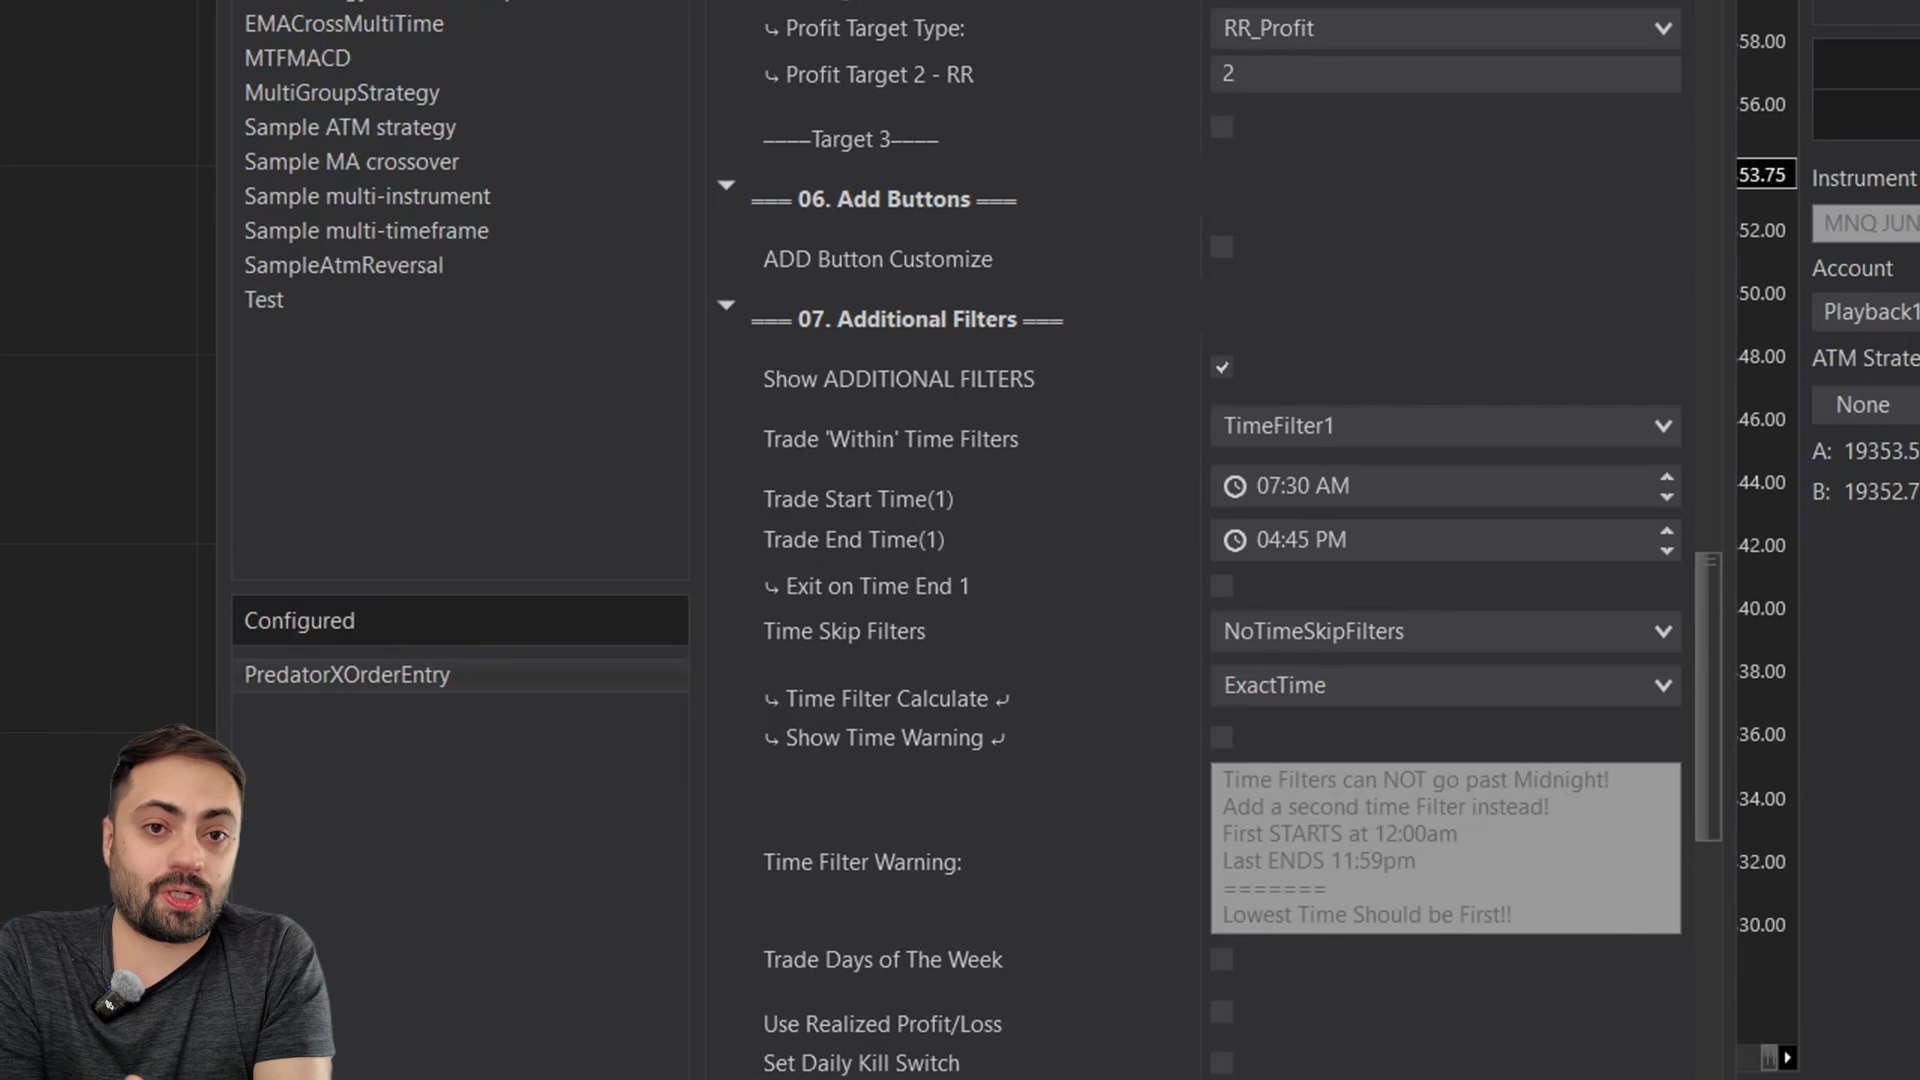 EMACrossMultiTime
MTFMACD
MultiGroupStrategy
Sample ATM strategy
Sample MA crossover
Sample multi-instrument
Sample multi-timeframe
SampleAtmReversal
Test
Configured
PredatorXOrderEntry
⤷ Profit Target Type: RR_Profit
⤷ Profit Target 2 - RR 2
––––Target 3––––
=== 06. Add Buttons ===
ADD Button Customize
=== 07. Additional Filters ===
Show ADDITIONAL FILTERS
Trade 'Within' Time Filters TimeFilter1
Trade Start Time(1) 07:30 AM
Trade End Time(1) 04:45 PM
⤷ Exit on Time End 1
Time Skip Filters NoTimeSkipFilters
⤷ Time Filter Calculate ⤶ ExactTime
⤷ Show Time Warning ⤶
Time Filter Warning:
Time Filters can NOT go past Midnight!
Add a second time Filter instead!
First STARTS at 12:00am
Last ENDS 11:59pm
=======
Lowest Time Should be First!!
Trade Days of The Week
Use Realized Profit/Loss
Set Daily Kill Switch
58.00
56.00
53.75
52.00
50.00
48.00
46.00
44.00
42.00
40.00
38.00
36.00
34.00
32.00
30.00
Instrument
MNQ JUN
Account
Playback1
ATM Strate
None
A: 19353.5
B: 19352.7